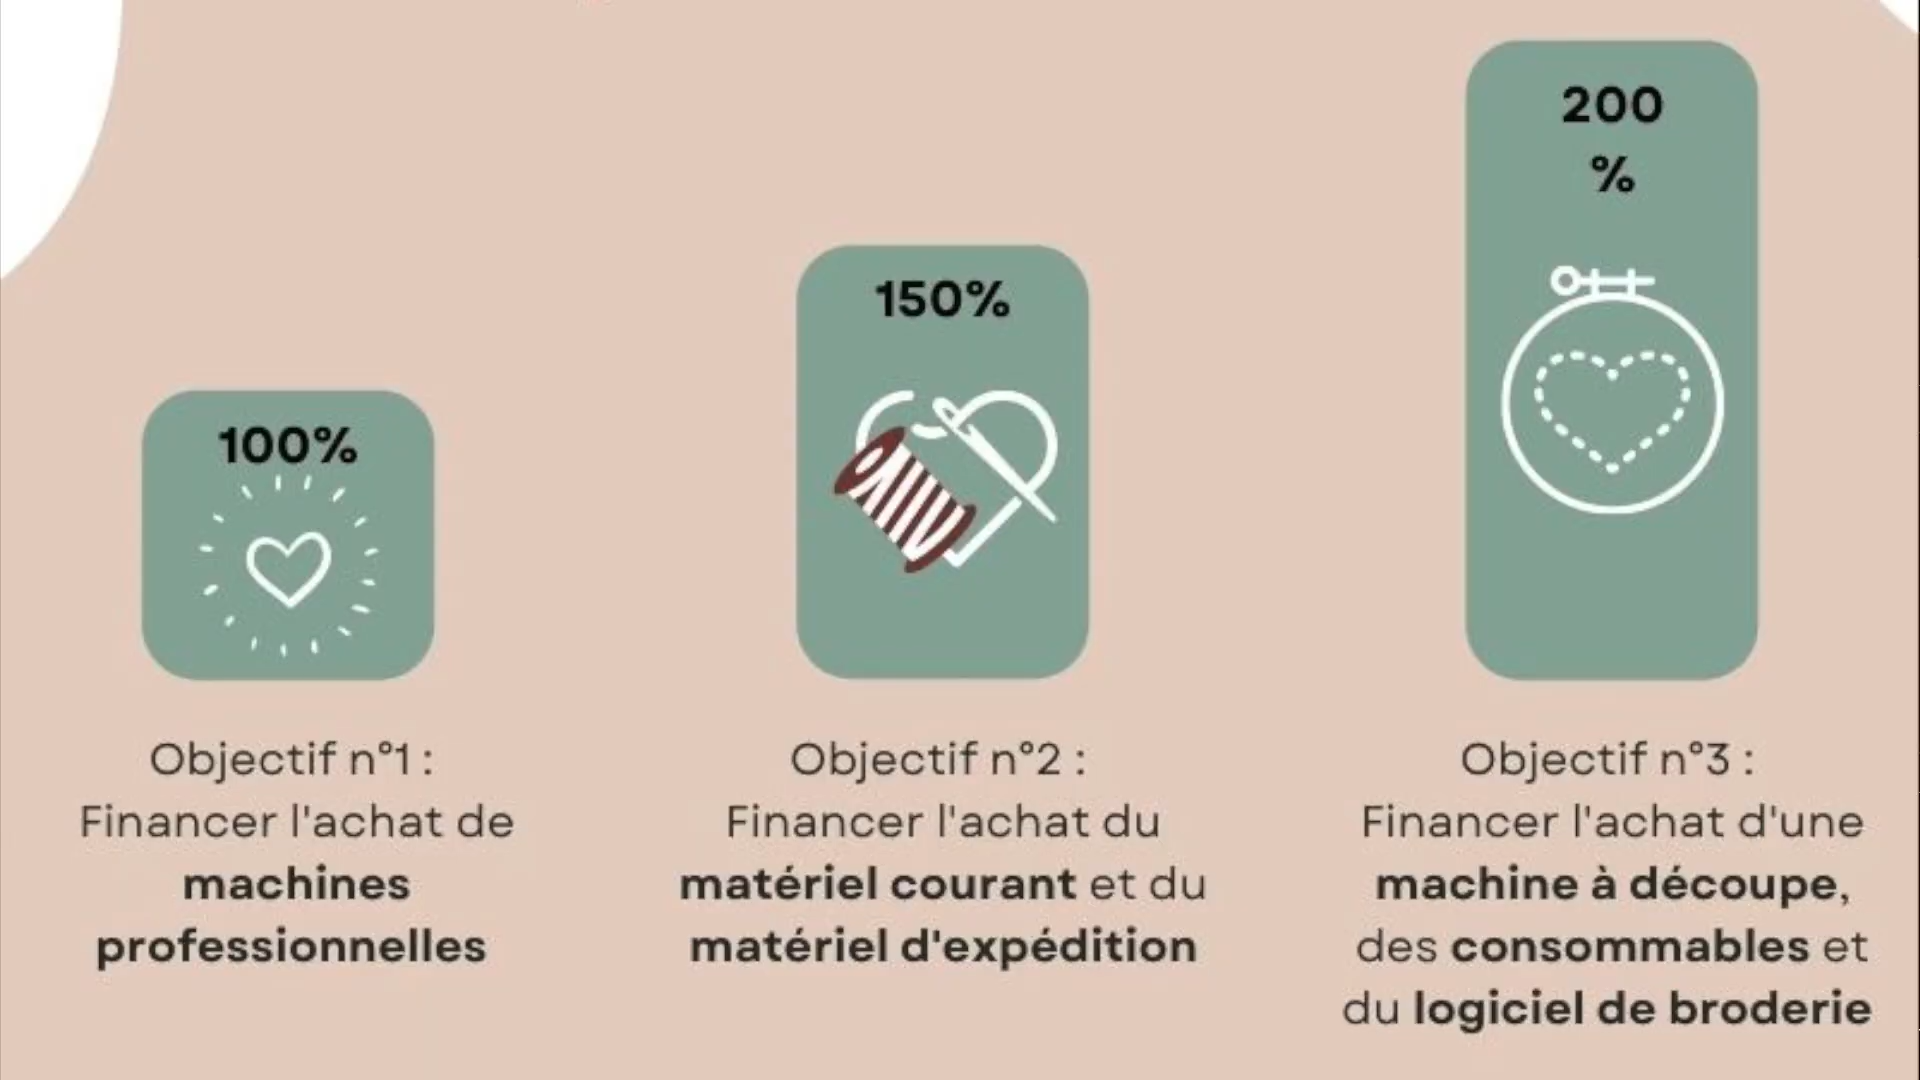 100%
Objectif n°1 :
Financer l'achat de
machines
professionnelles
150%
Objectif n°2 :
Financer l'achat du
matériel courant et du
matériel d'expédition
200
%
Objectif n°3 :
Financer l'achat d'une
machine à découpe,
des consommables et
du logiciel de broderie